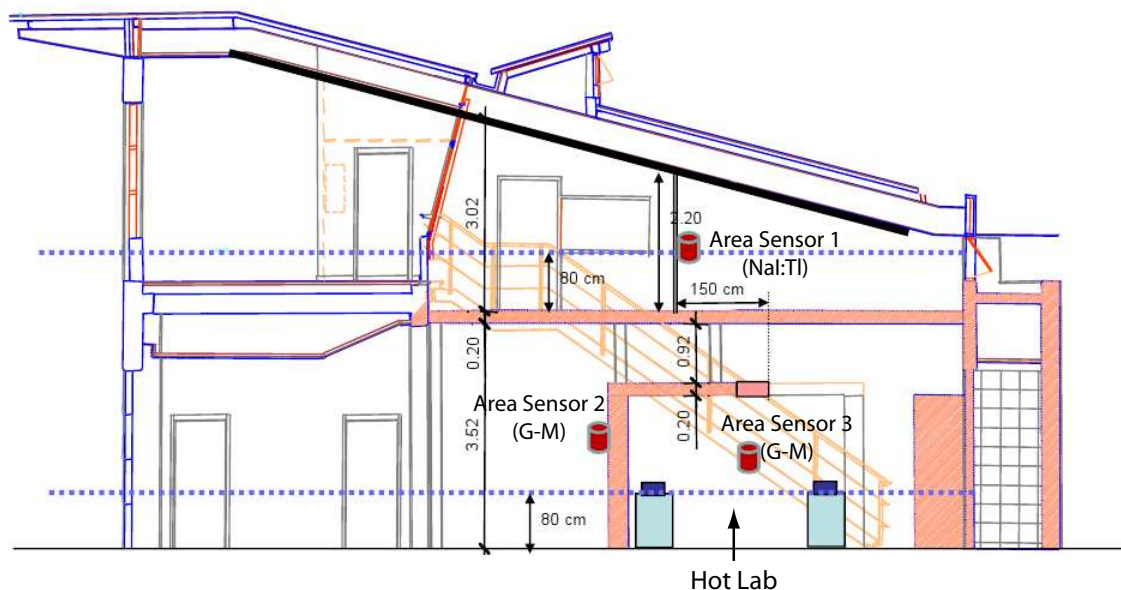 2.20
Area Sensor 1
(NaI:Tl)
3.02
80 cm
150 cm
0.20
0.92
Area Sensor 2
(G-M)
Area Sensor 3
(G-M)
3.52
0.20
80 cm
Hot Lab